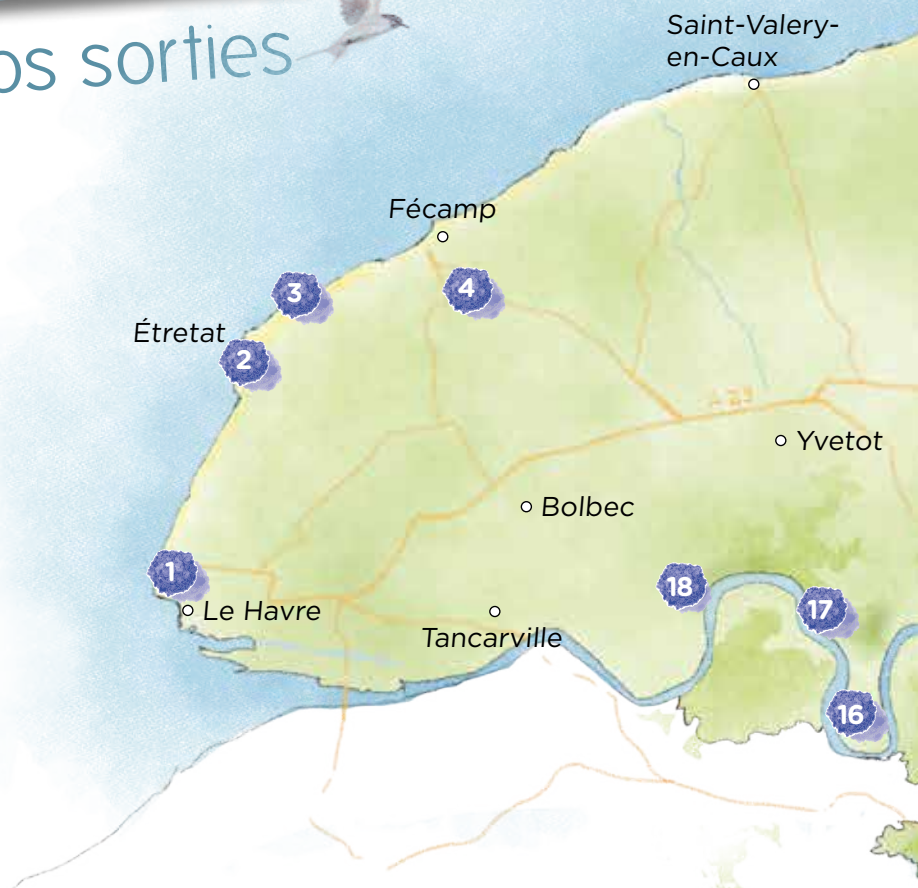 os sorties
Saint-Valery-
en-Caux
Fécamp
3
4
Étretat
2
Yvetot
Bolbec
1
18
17
Le Havre
Tancarville
16